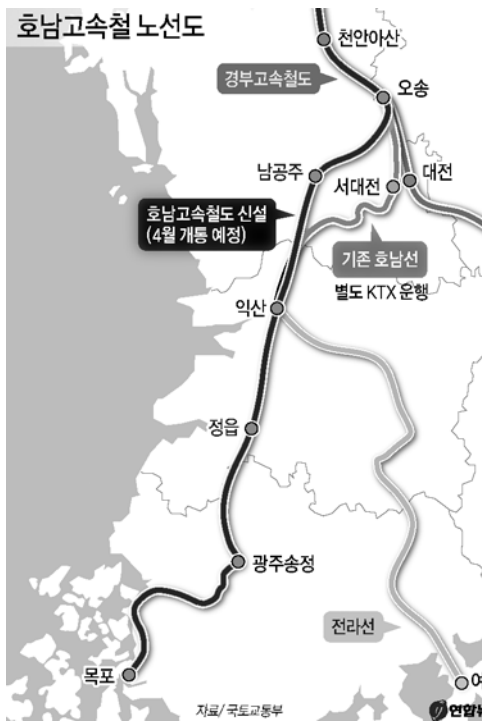 호남고속철 노선도
천안아산
경부고속철도
오송
남공주
서대전
대전
호남고속철도 신설
(4월 개통 예정)
기존 호남선
별도 KTX 운행
익산
정읍
광주송정
전라선
목포
자료/국토교통부